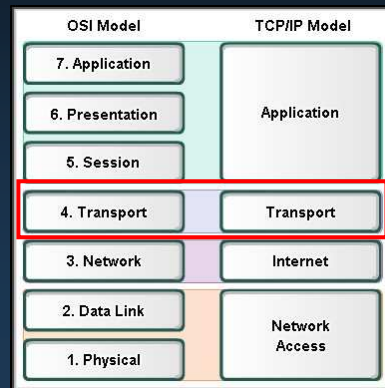 OSI Model
TCP/IP Model
7. Application
6. Presentation
5. Session
Application
4. Transport
Transport
3. Network
Internet
2. Data Link
1. Physical
Network
Access